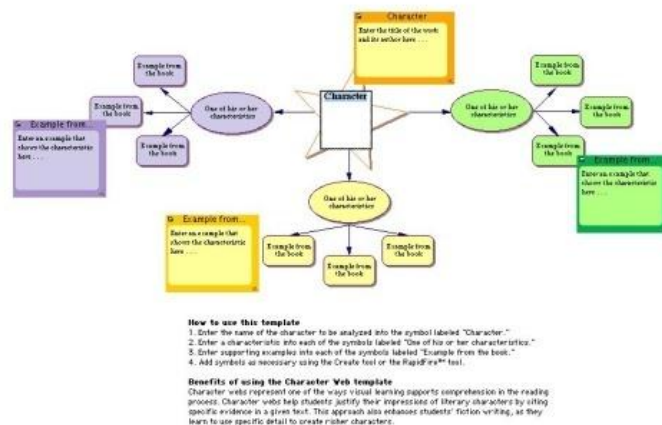 Character
Enter the title of the work
and its author here . . .
Example from
the book
Example from
the book
Example from
the book
One of his or her
characteristics
Character
One of his or her
characteristics
Example from
the book
Example from
the book
Example from
the book
Example from...
Enter an example that
shows the characteristic
here . . .
Example from...
Enter an example that
shows the characteristic
here . . .
One of his or her
characteristics
Example from...
Enter an example that
shows the characteristic
here . . .
Example from
the book
Example from
the book
Example from
the book
How to use this template
1. Enter the name of the character to be analyzed into the symbol labeled "Character."
2. Enter a characteristic into each of the symbols labeled "One of his or her characteristics."
3. Enter supporting examples into each of the symbols labeled "Example from the book."
4. Add symbols as necessary using the Create tool or the RapidFire™ tool.
Benefits of using the Character Web template
Character webs represent one of the ways visual learning supports comprehension in the reading
process. Character webs help students justify their impressions of literary characters by citing
specific evidence in a given text. This approach also enhances students' fiction writing, as they
learn to use specific detail to create richer characters.